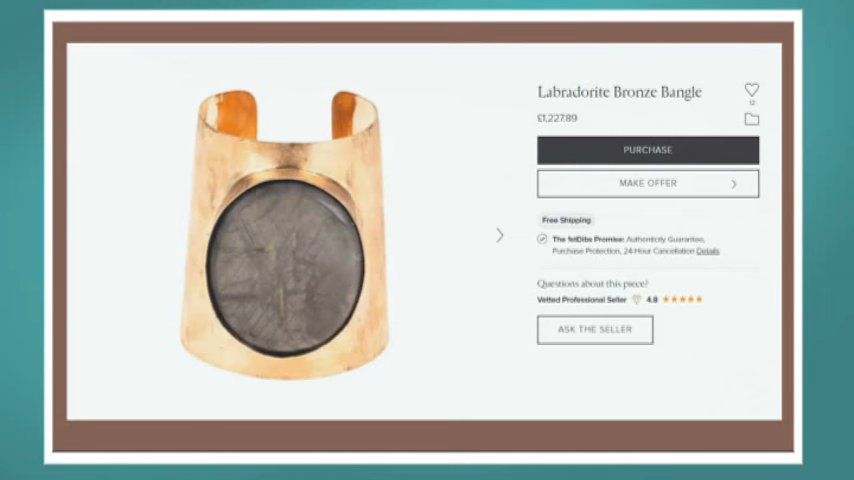 Labradorite Bronze Bangle
12
£1,227.89
PURCHASE
MAKE OFFER
Free Shipping
The 1stDibs Promise: Authenticity Guarantee,
Purchase Protection, 24-Hour Cancellation Details
Questions about this piece?
Vetted Professional Seller 4.8
ASK THE SELLER